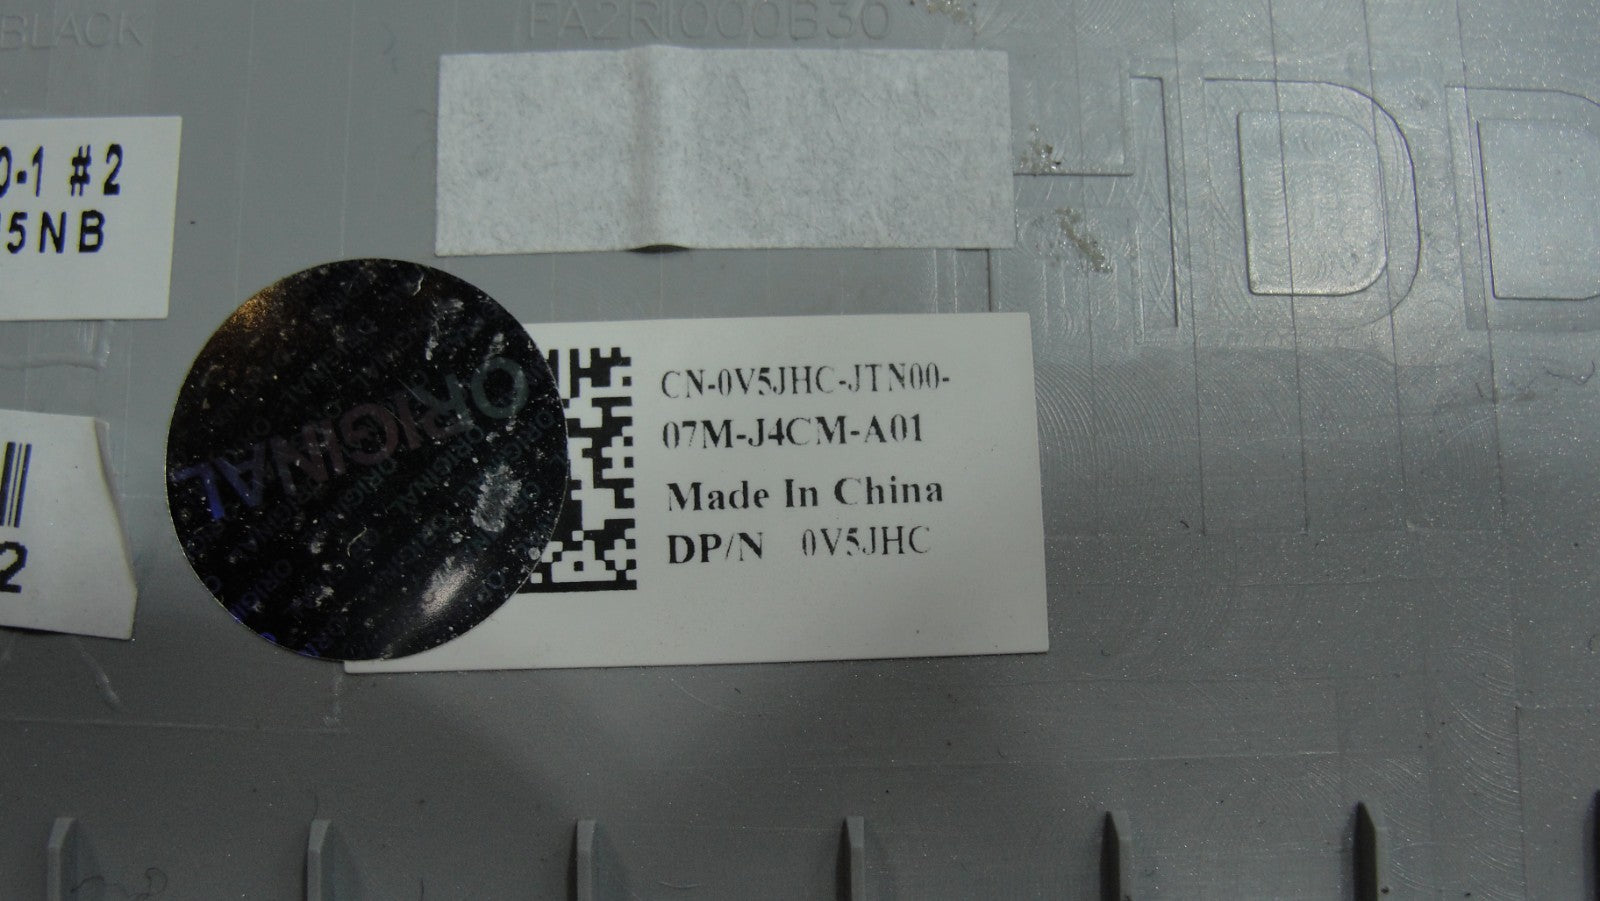 BLACK
FA2RI000B30
0-1 #2
5NB
HDD
ORIGINAL
CN-0V5JHC-JTN00-
07M-J4CM-A01
Made In China
DP/N 0V5JHC
2